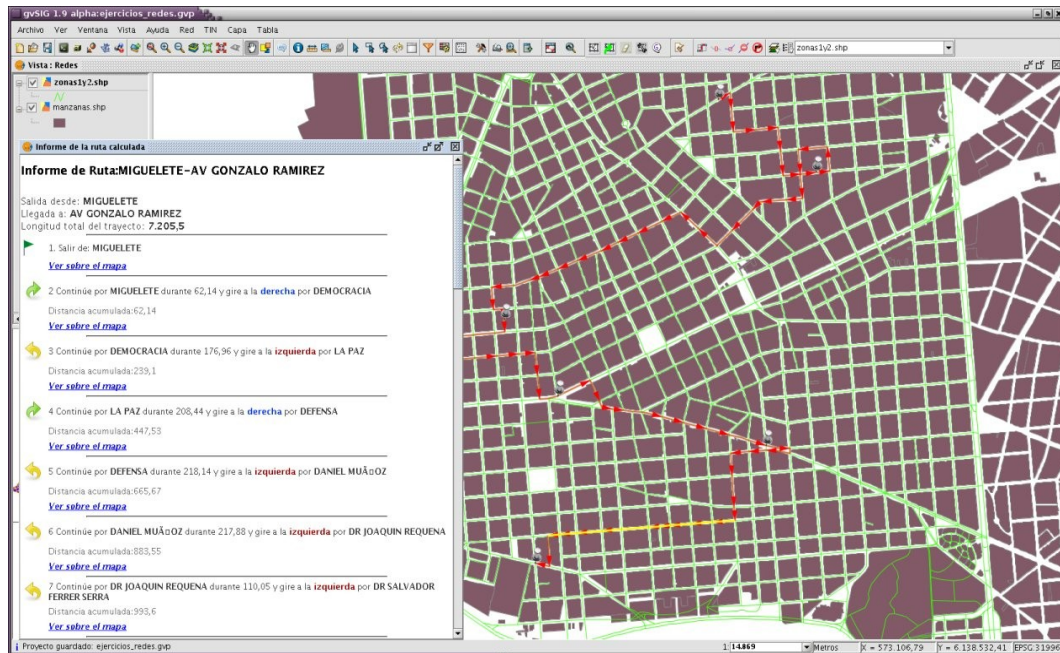 gvSIG 1.9 alpha:ejercicios_redes.gvp
Archivo Ver Ventana Vista Ayuda Red TIN Capa Tabla
zonas1y2.shp
Vista : Redes
zonas1y2.shp
manzanas.shp
Informe de la ruta calculada
Informe de Ruta:MIGUELETE-AV GONZALO RAMIREZ
Salida desde: MIGUELETE
Llegada a: AV GONZALO RAMIREZ
Longitud total del trayecto: 7.205,5
1. Salir de: MIGUELETE
Ver sobre el mapa
2 Continúe por MIGUELETE durante 62,14 y gire a la derecha por DEMOCRACIA
Distancia acumulada:62,14
Ver sobre el mapa
3 Continúe por DEMOCRACIA durante 176,96 y gire a la izquierda por LA PAZ
Distancia acumulada:239,1
Ver sobre el mapa
4 Continúe por LA PAZ durante 208,44 y gire a la derecha por DEFENSA
Distancia acumulada:447,53
Ver sobre el mapa
5 Continúe por DEFENSA durante 218,14 y gire a la izquierda por DANIEL MUÃ▯OZ
Distancia acumulada:665,67
Ver sobre el mapa
6 Continúe por DANIEL MUÃ▯OZ durante 217,88 y gire a la izquierda por DR JOAQUIN REQUENA
Distancia acumulada:883,55
Ver sobre el mapa
7 Continúe por DR JOAQUIN REQUENA durante 110,05 y gire a la izquierda por DR SALVADOR
FERRER SERRA
Distancia acumulada:993,6
Ver sobre el mapa
Proyecto guardado: ejercicios_redes.gvp 1: 14.869 Metros X = 573.106,79 Y = 6.138.532,41 EPSG:31996